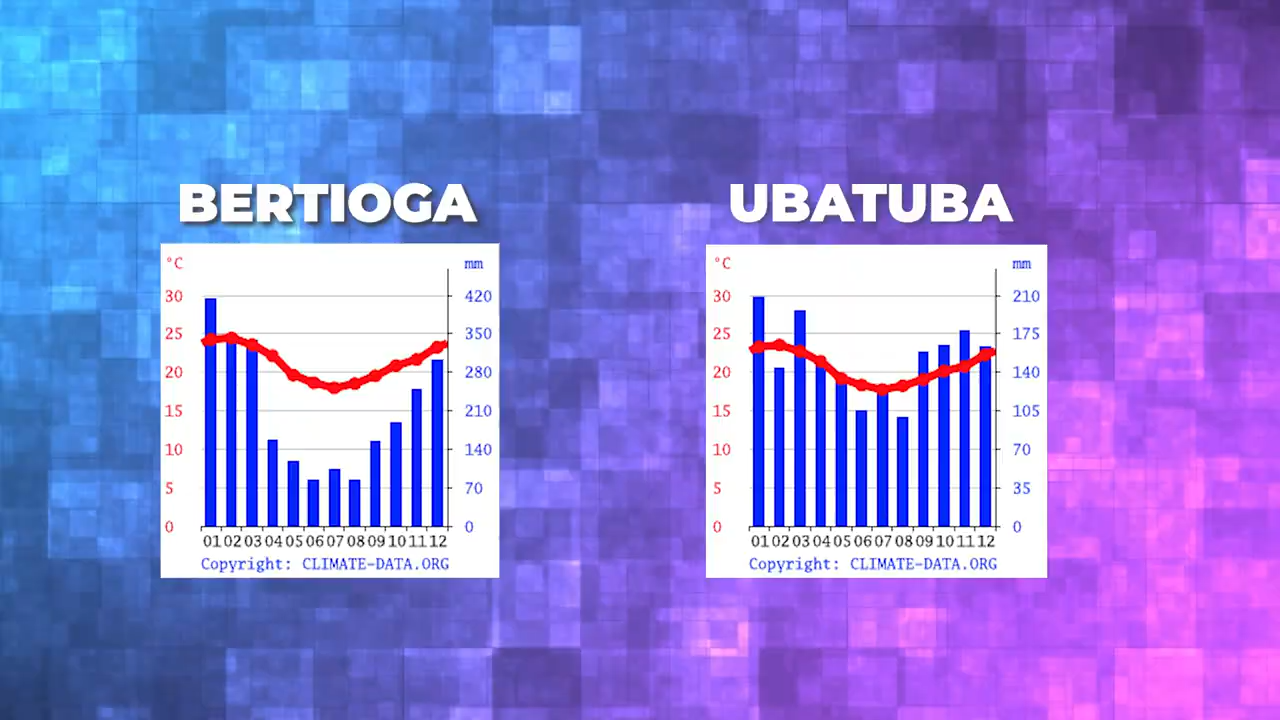 BERTIOGA
°C mm
30 420
25 350
20 280
15 210
10 140
5 70
0 0
01 02 03 04 05 06 07 08 09 10 11 12
Copyright: CLIMATE-DATA.ORG
UBATUBA
°C mm
30 210
25 175
20 140
15 105
10 70
5 35
0 0
01 02 03 04 05 06 07 08 09 10 11 12
Copyright: CLIMATE-DATA.ORG